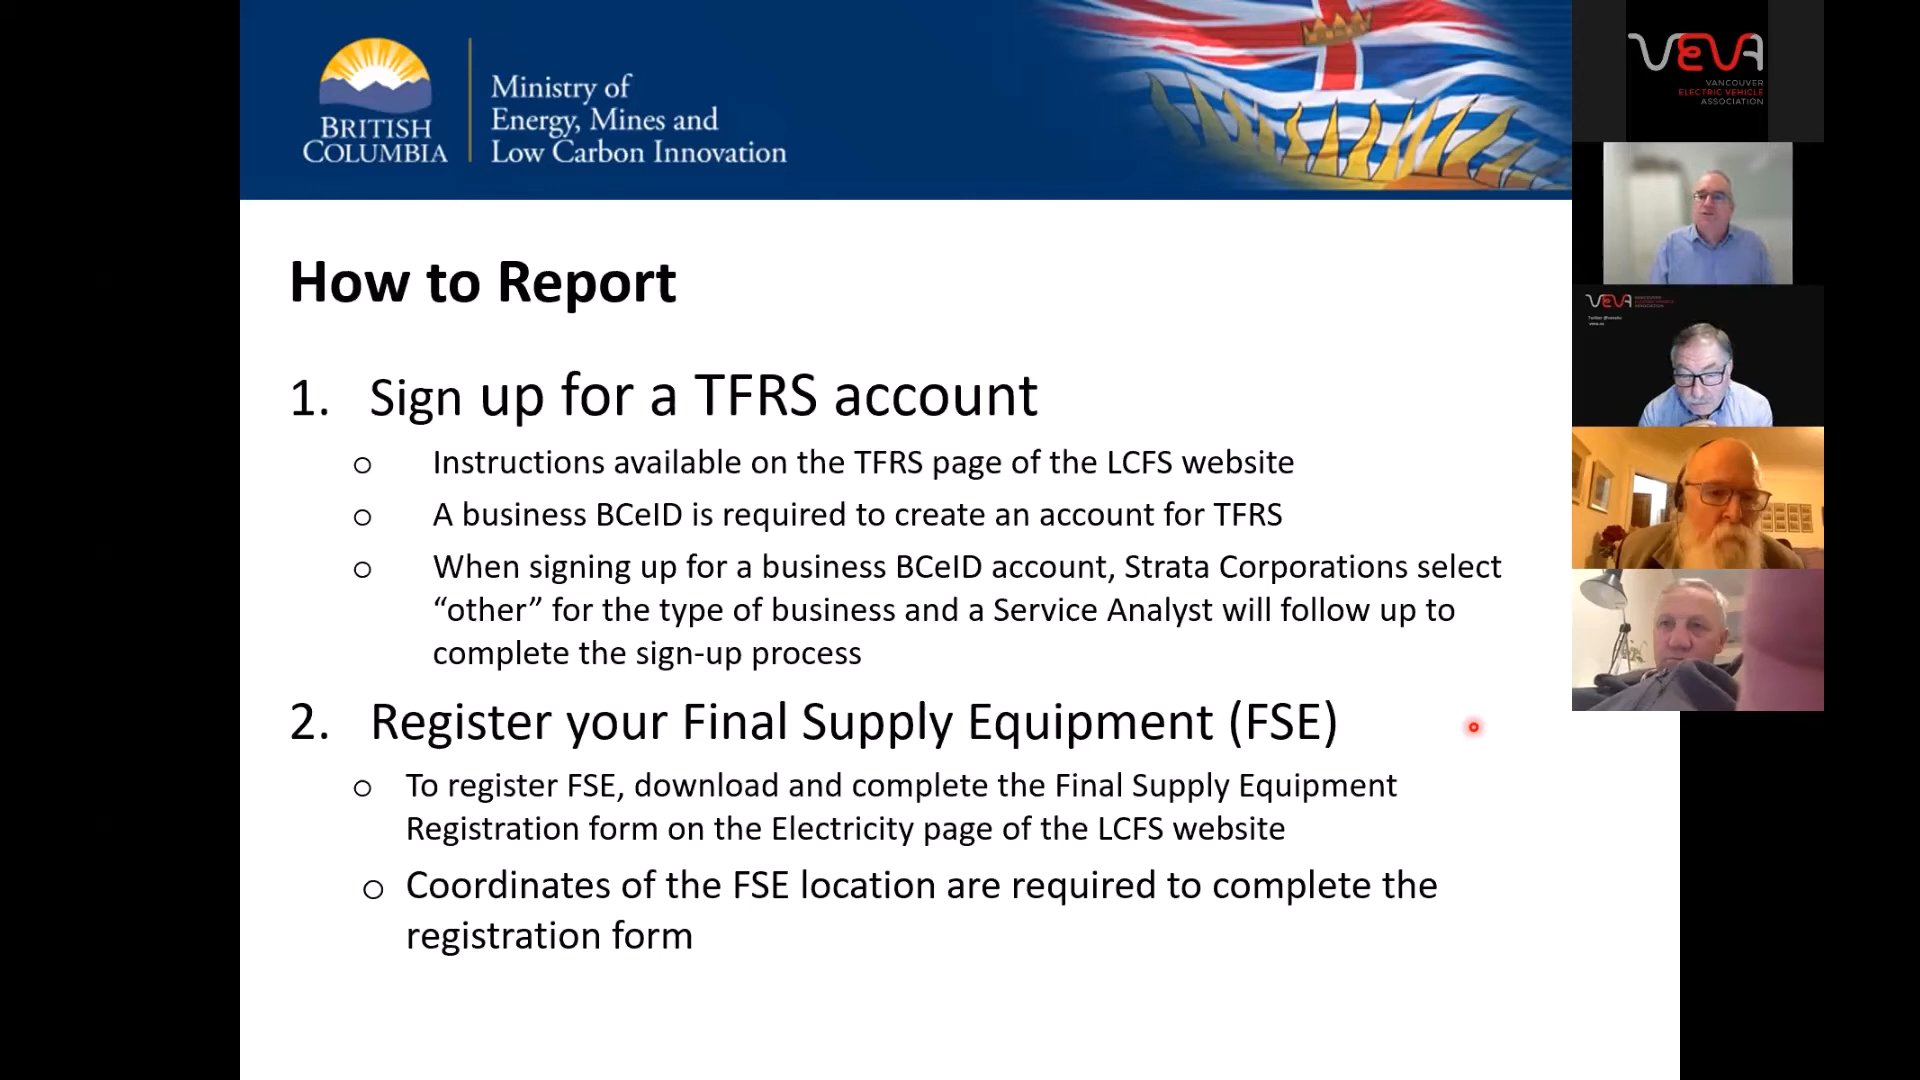 BRITISH
COLUMBIA
Ministry of
Energy, Mines and
Low Carbon Innovation
VEVA
VANCOUVER
ELECTRIC VEHICLE
ASSOCIATION
How to Report
1. Sign up for a TFRS account
o Instructions available on the TFRS page of the LCFS website
o A business BCeID is required to create an account for TFRS
o When signing up for a business BCeID account, Strata Corporations select
“other” for the type of business and a Service Analyst will follow up to
complete the sign-up process
2. Register your Final Supply Equipment (FSE)
o To register FSE, download and complete the Final Supply Equipment
Registration form on the Electricity page of the LCFS website
o Coordinates of the FSE location are required to complete the
registration form
VEVA